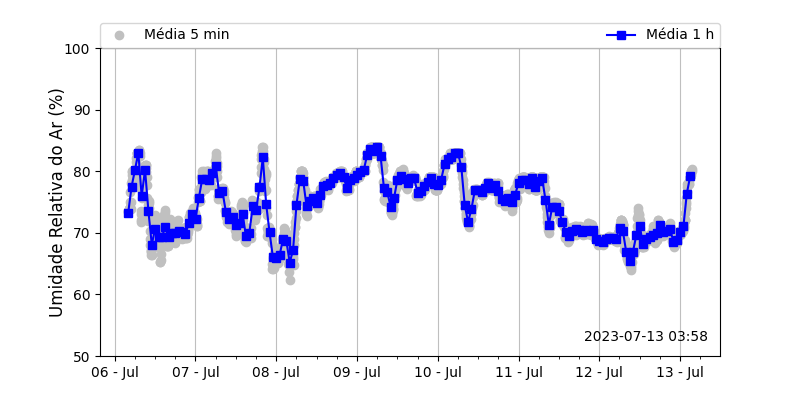 Média 5 min
Média 1 h
Umidade Relativa do Ar (%)
100
90
80
70
60
50
2023-07-13 03:58
06 - Jul
07 - Jul
08 - Jul
09 - Jul
10 - Jul
11 - Jul
12 - Jul
13 - Jul